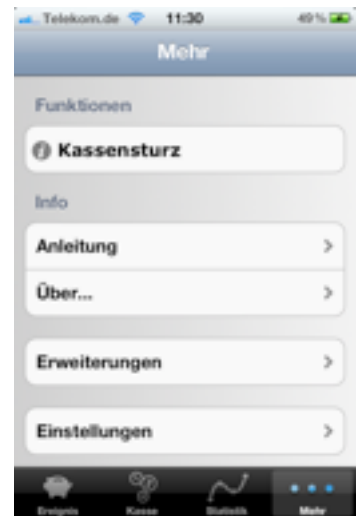 Telekom.de 11:30 49 %
Mehr
Funktionen
Kassensturz
Info
Anleitung
Über...
Erweiterungen
Einstellungen
Ereignis Kasse Statistik Mehr